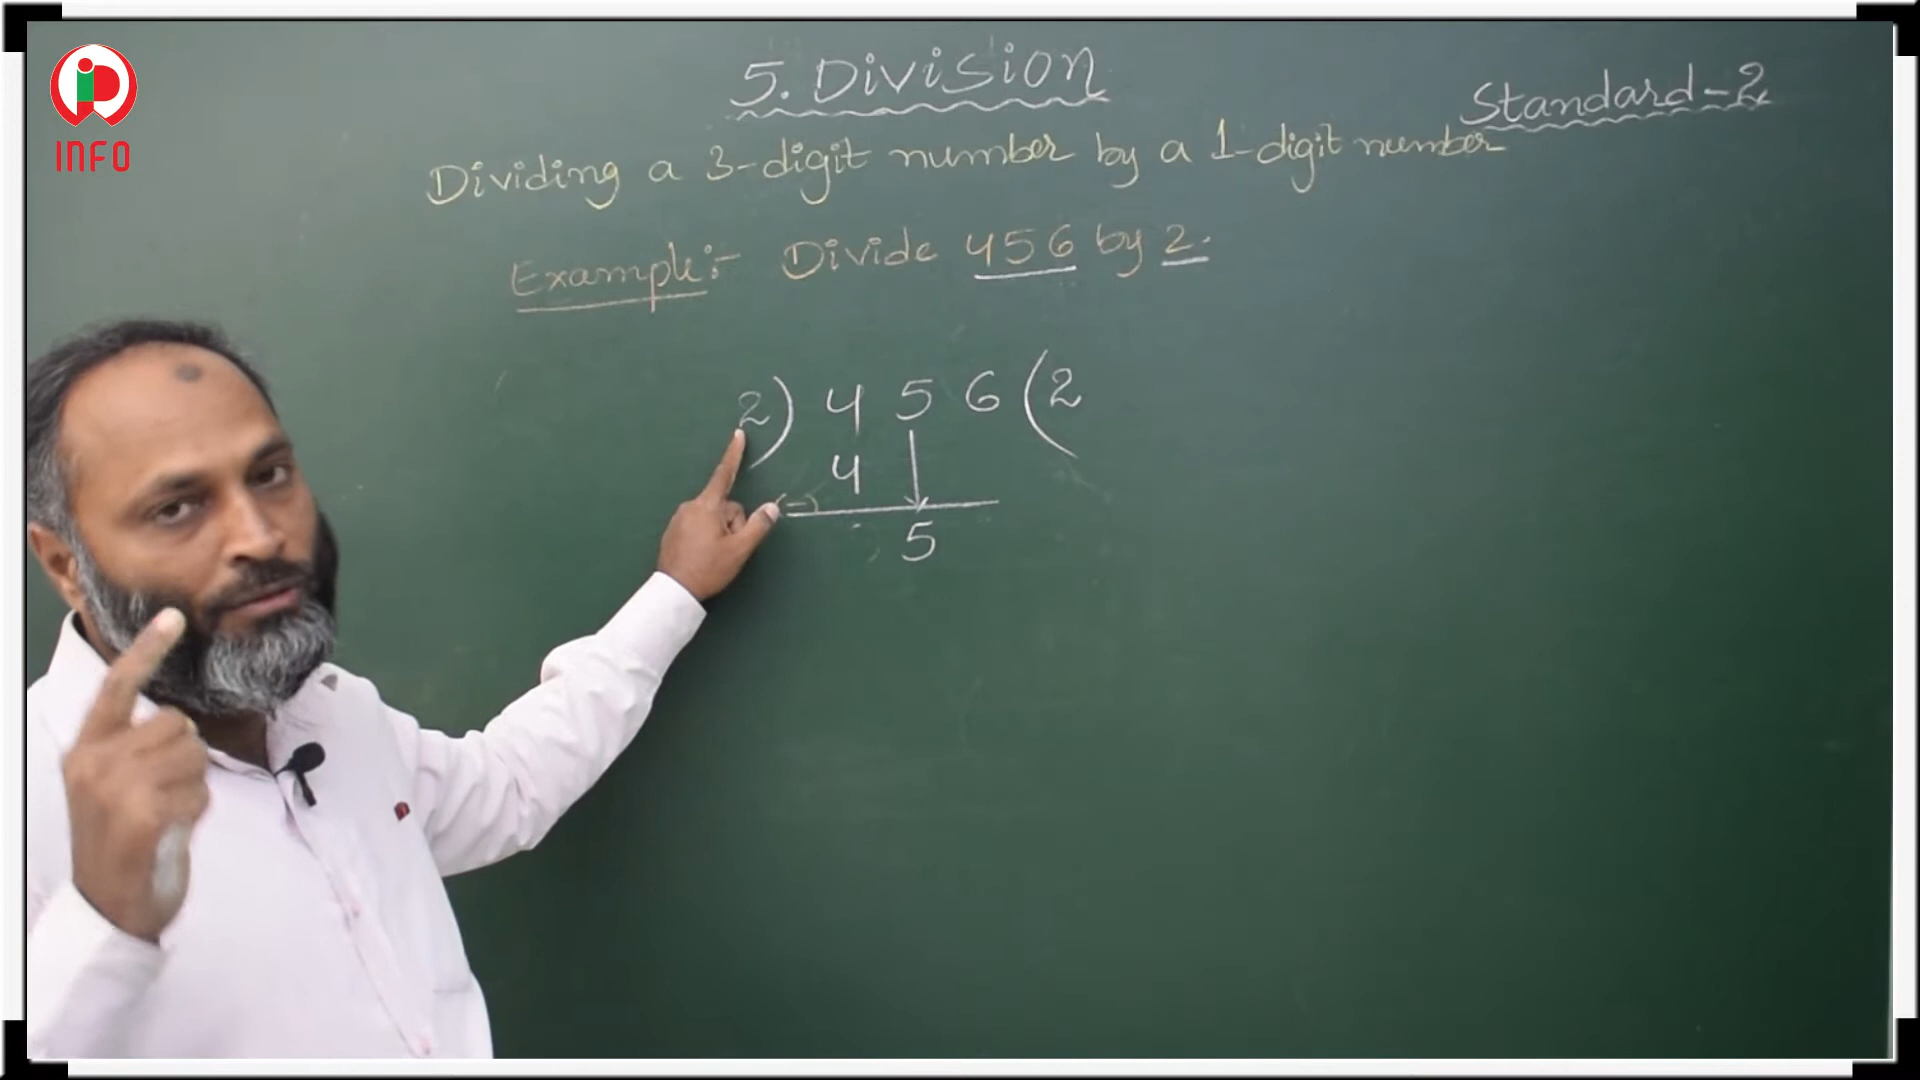 INFO
5. Division
Standard-2
Dividing a 3-digit number by a 1-digit number
Example:- Divide 456 by 2.
2) 4 5 6 (2
4
(-)
5